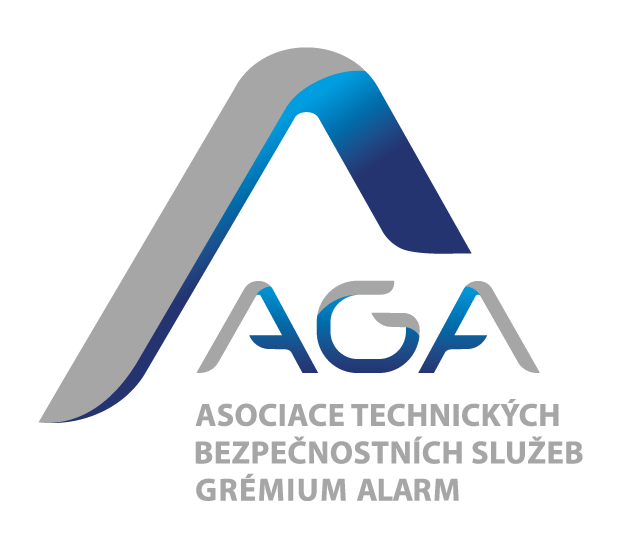 AGA
ASOCIACE TECHNICKÝCH
BEZPEČNOSTNÍCH SLUŽEB
GRÉMIUM ALARM